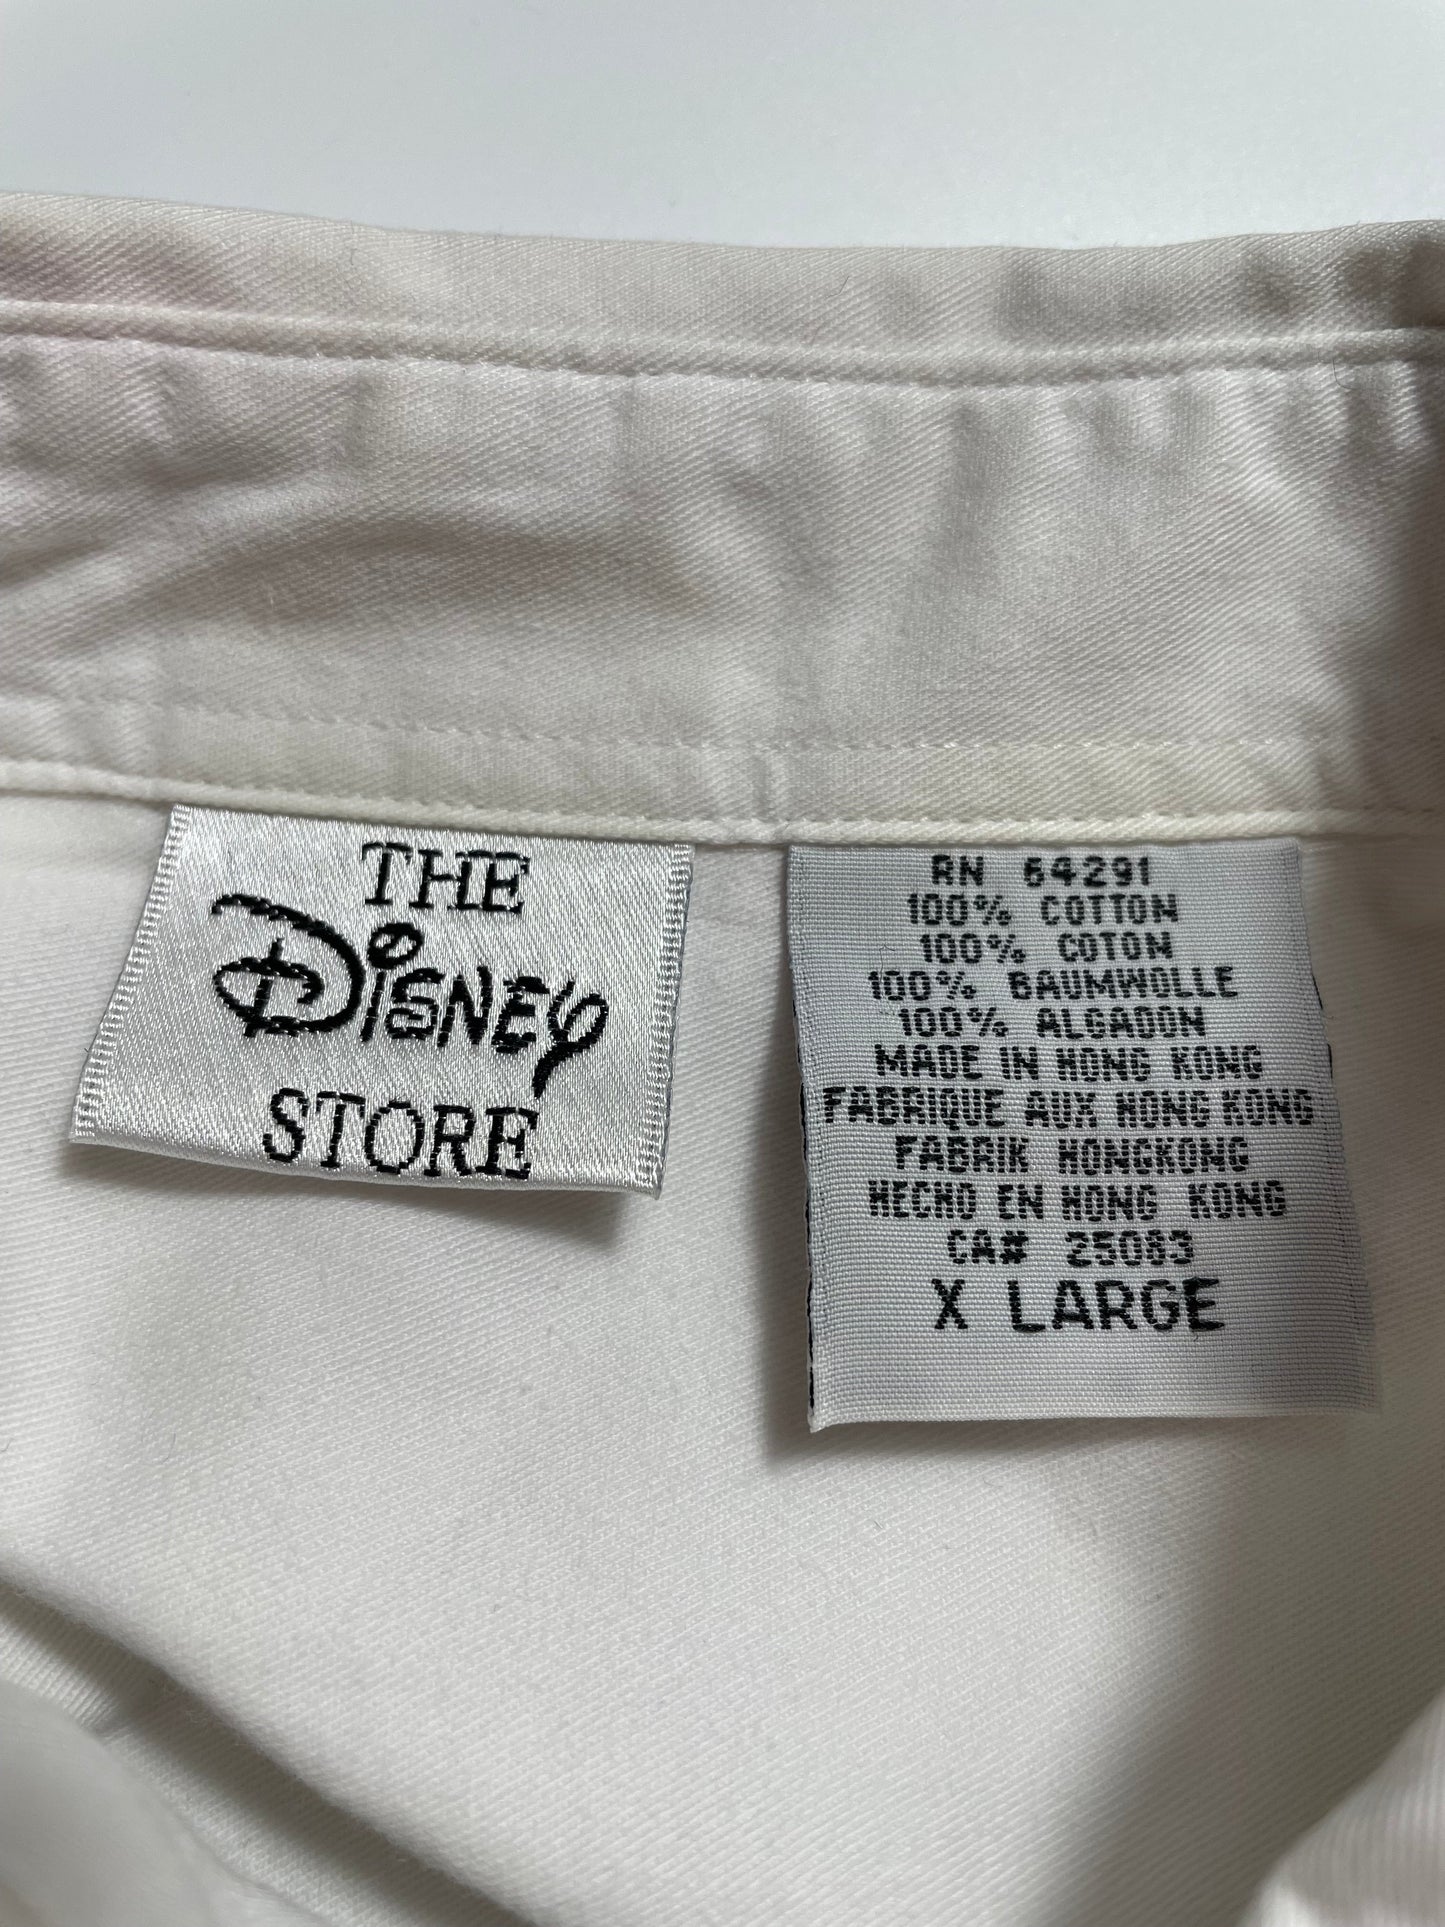 THE
DiSNEY
STORE
RN 64291
100% COTTON
100% COTON
100% BAUMWOLLE
100% ALGADON
MADE IN HONG KONG
FABRIQUE AUX HONG KONG
FABRIK HONGKONG
HECHO EN HONG KONG
CA# 25083
X LARGE